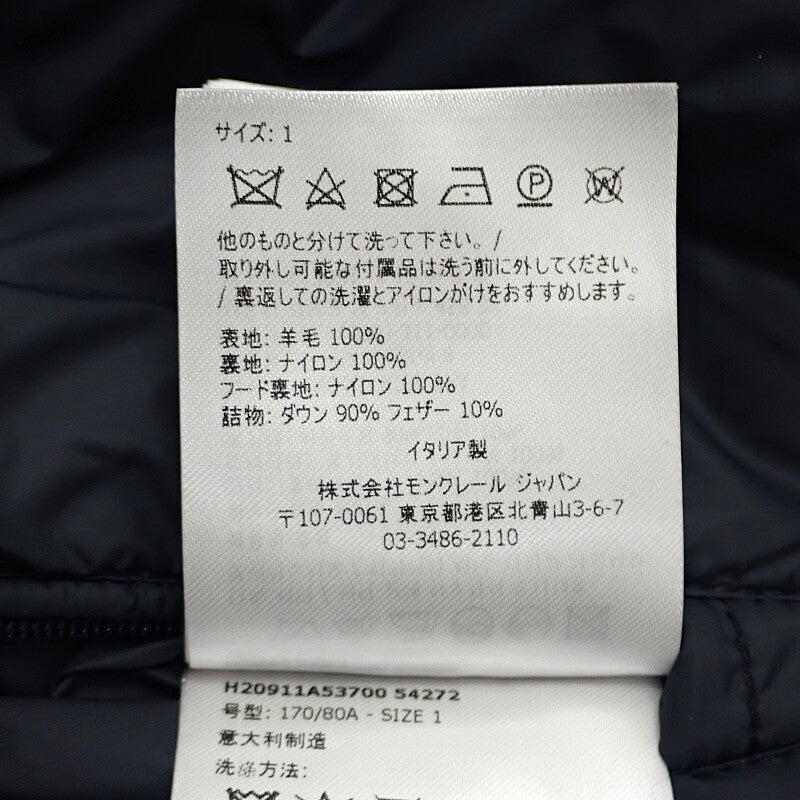 サイズ: 1
P W
他のものと分けて洗って下さい。/
取り外し可能な付属品は洗う前に外してください。
/ 裏返しての洗濯とアイロンがけをおすすめします。
表地: 羊毛 100%
裏地: ナイロン 100%
フード裏地: ナイロン 100%
詰物: ダウン 90% フェザー 10%
イタリア製
株式会社モンクレール ジャパン
〒107-0061 東京都港区北青山3-6-7
03-3486-2110
H20911A53700 54272
号型: 170/80A - SIZE 1
意大利制造
洗涤方法: